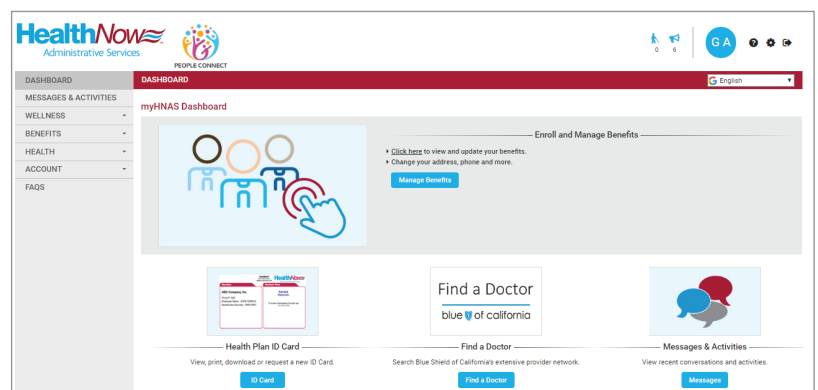 HealthNow
Administrative Services
PEOPLE CONNECT
0 6
G A
DASHBOARD
MESSAGES & ACTIVITIES
WELLNESS
BENEFITS
HEALTH
ACCOUNT
FAQS
DASHBOARD
English
myHNAS Dashboard
Enroll and Manage Benefits
Click here to view and update your benefits.
Change your address, phone and more.
Manage Benefits
HealthNow
ABC Company, Inc.
Health Plan ID Card
View, print, download or request a new ID Card.
ID Card
Find a Doctor
blue of california
Find a Doctor
Search Blue Shield of California's extensive provider network.
Find a Doctor
Messages & Activities
View recent conversations and activities.
Messages